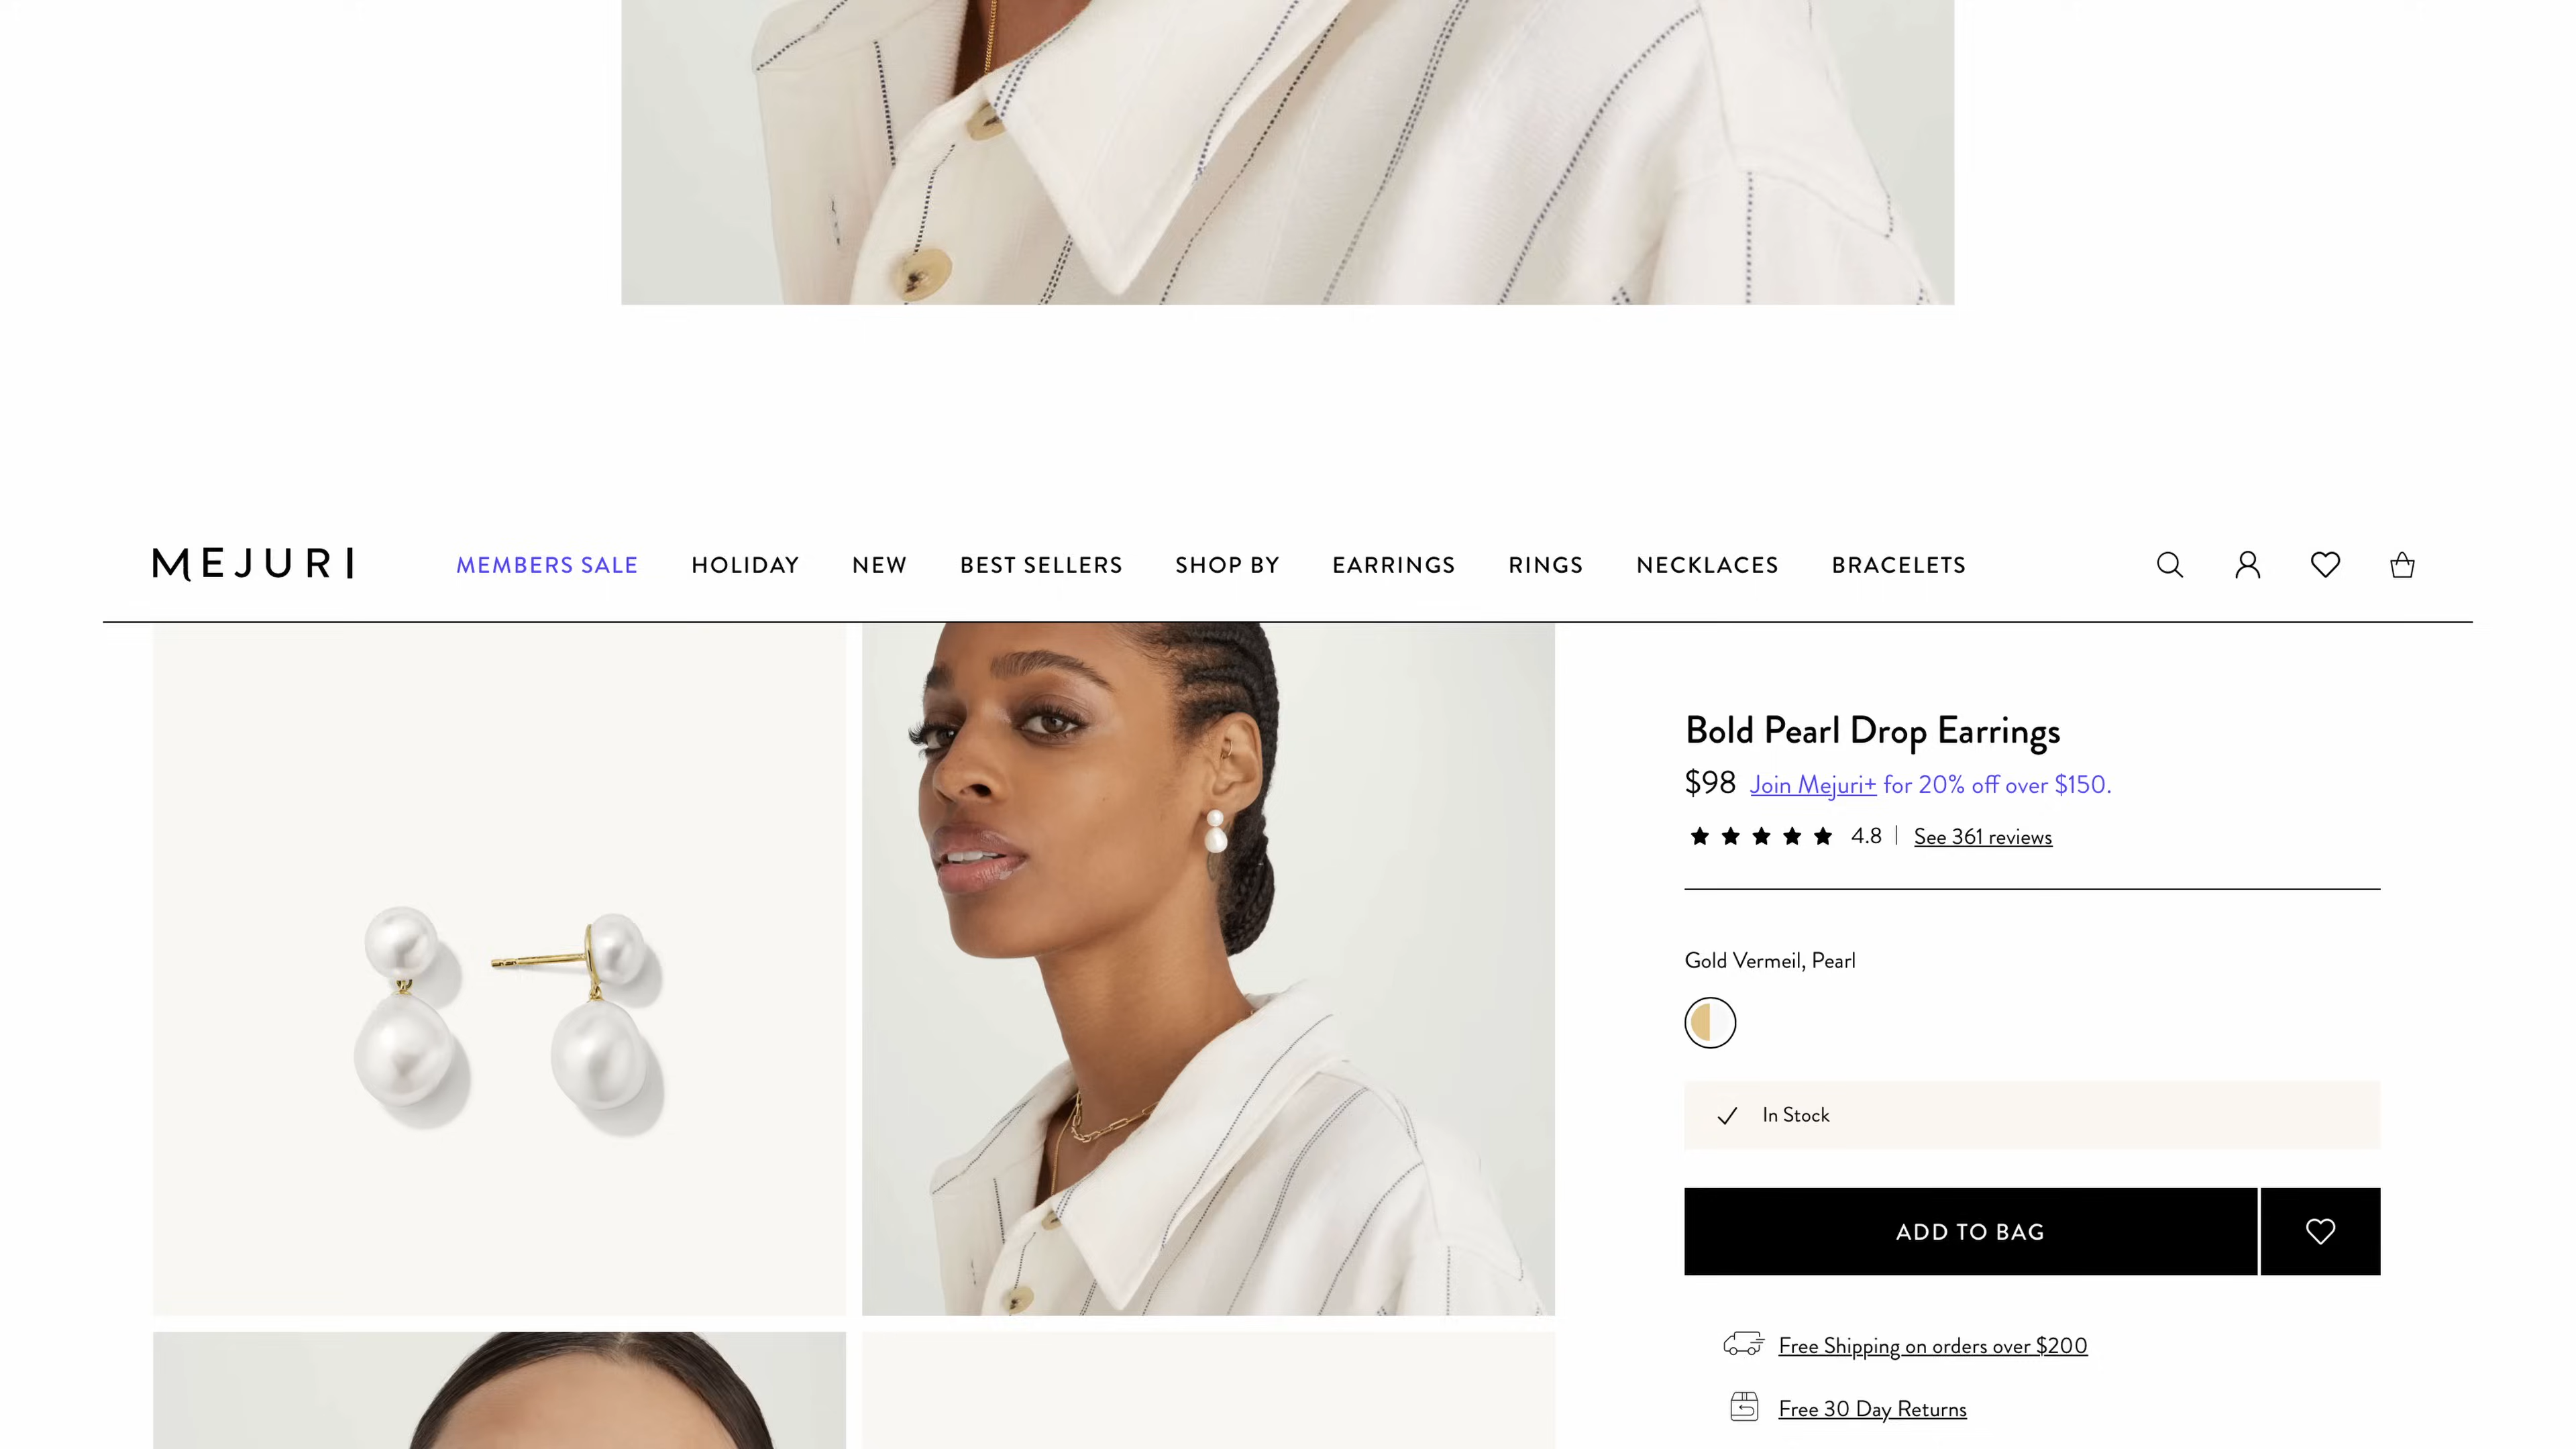 MEJURI
MEMBERS SALE HOLIDAY NEW BEST SELLERS SHOP BY EARRINGS RINGS NECKLACES BRACELETS
Bold Pearl Drop Earrings
$98 Join Mejuri+ for 20% off over $150.
4.8 | See 361 reviews
Gold Vermeil, Pearl
In Stock
ADD TO BAG
Free Shipping on orders over $200
Free 30 Day Returns